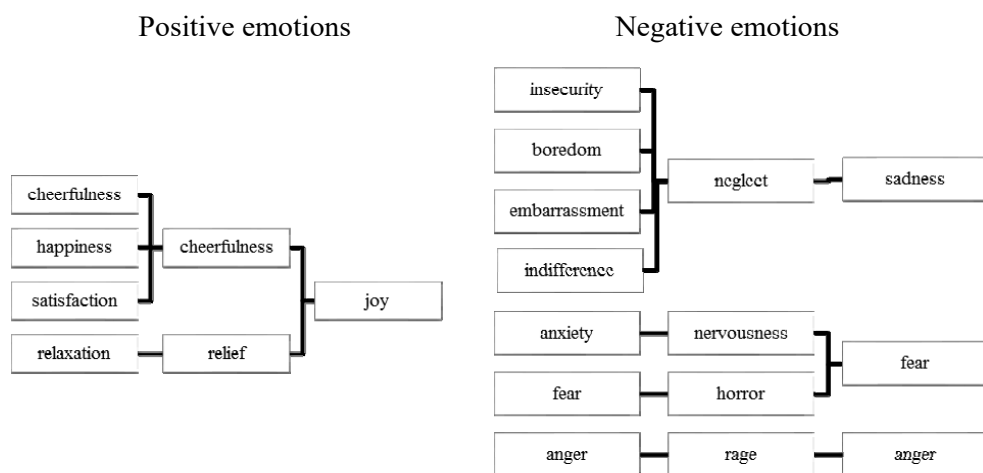 Positive emotions
cheerfulness
happiness
satisfaction
relaxation
cheerfulness
relief
joy
Negative emotions
insecurity
boredom
embarrassment
indifference
neglect
sadness
anxiety
fear
nervousness
horror
fear
anger
rage
anger